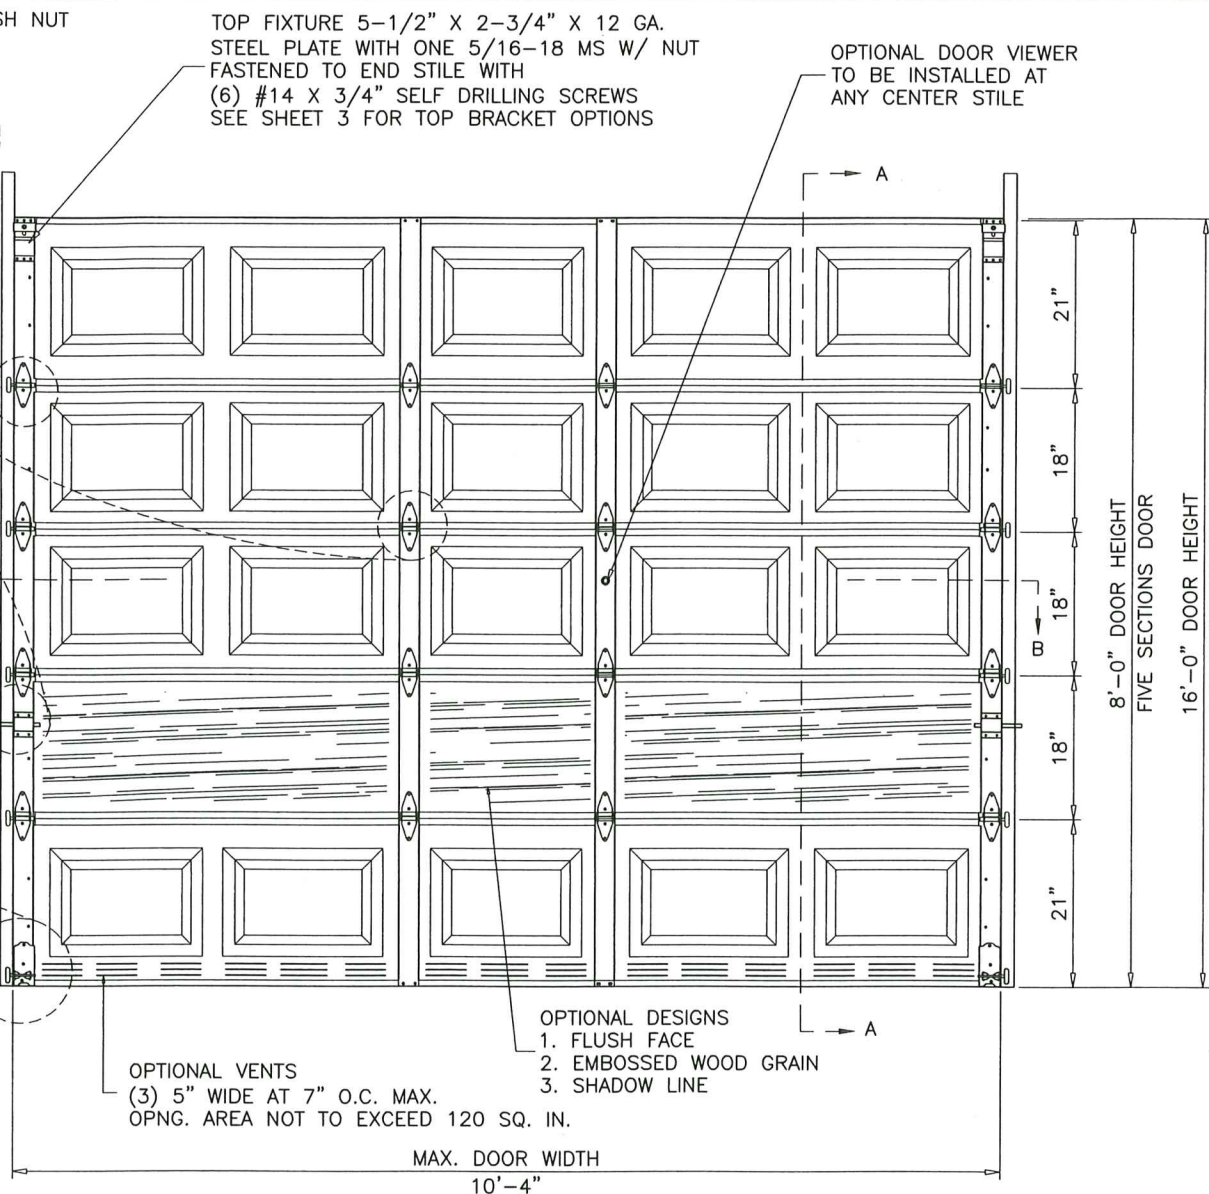 SH NUT
TOP FIXTURE 5-1/2" X 2-3/4" X 12 GA.
STEEL PLATE WITH ONE 5/16-18 MS W/ NUT
FASTENED TO END STILE WITH
(6) #14 X 3/4" SELF DRILLING SCREWS
SEE SHEET 3 FOR TOP BRACKET OPTIONS
OPTIONAL DOOR VIEWER
TO BE INSTALLED AT
ANY CENTER STILE
A
21"
18"
18"
B
18"
21"
8'-0" DOOR HEIGHT
FIVE SECTIONS DOOR
16'-0" DOOR HEIGHT
A
OPTIONAL DESIGNS
1. FLUSH FACE
2. EMBOSSED WOOD GRAIN
3. SHADOW LINE
OPTIONAL VENTS
(3) 5" WIDE AT 7" O.C. MAX.
OPNG. AREA NOT TO EXCEED 120 SQ. IN.
MAX. DOOR WIDTH
10'-4"